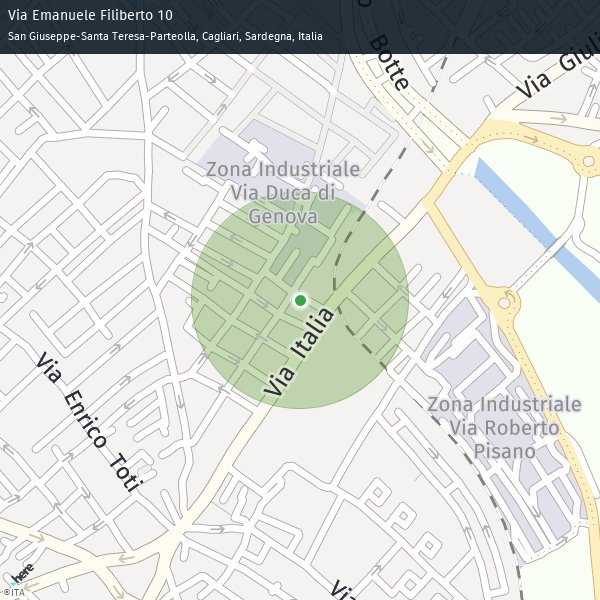 Via Emanuele Filiberto 10
San Giuseppe-Santa Teresa-Parteolla, Cagliari, Sardegna, Italia
Botte
Via Giuli
Zona Industriale
Via Duca di
Genova
Via Italia
Via Enrico Toti
Zona Industriale
Via Roberto
Pisano
Via
here
©ITA